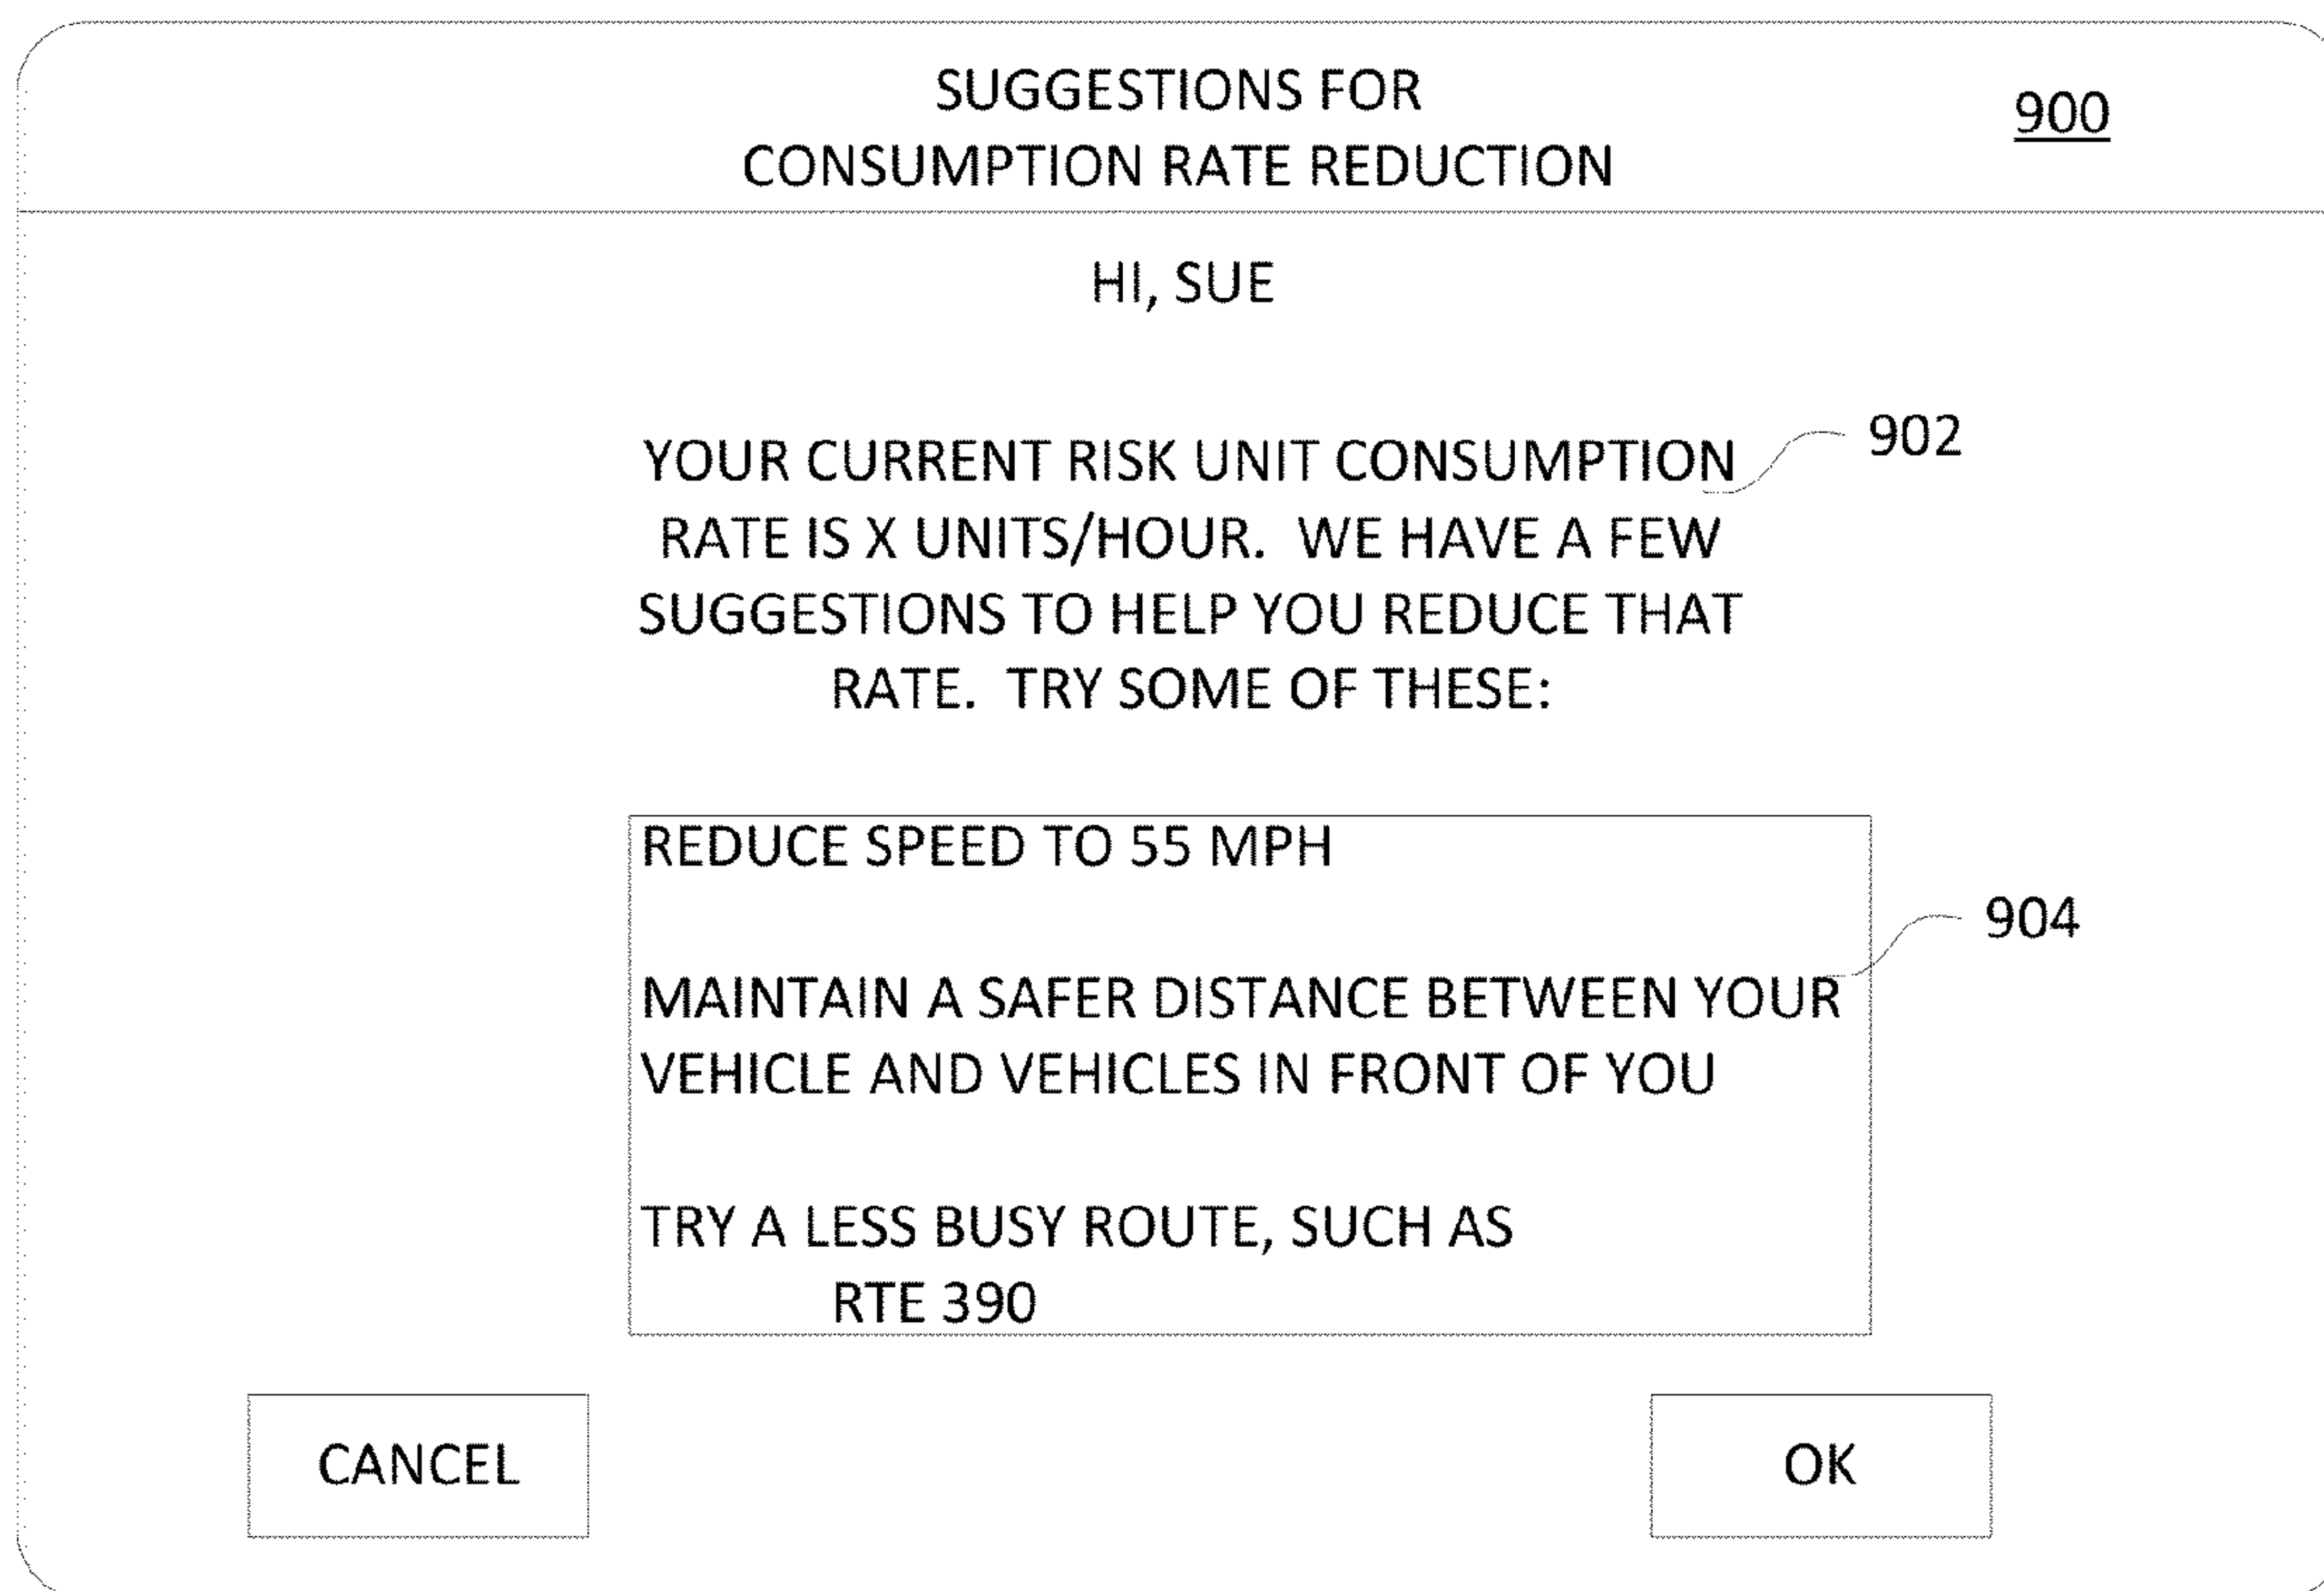 SUGGESTIONS FOR
CONSUMPTION RATE REDUCTION
900
HI, SUE
YOUR CURRENT RISK UNIT CONSUMPTION
902
RATE IS X UNITS/HOUR. WE HAVE A FEW
SUGGESTIONS TO HELP YOU REDUCE THAT
RATE. TRY SOME OF THESE:
REDUCE SPEED TO 55 MPH
904
MAINTAIN A SAFER DISTANCE BETWEEN YOUR
VEHICLE AND VEHICLES IN FRONT OF YOU
TRY A LESS BUSY ROUTE, SUCH AS
RTE 390
CANCEL
OK